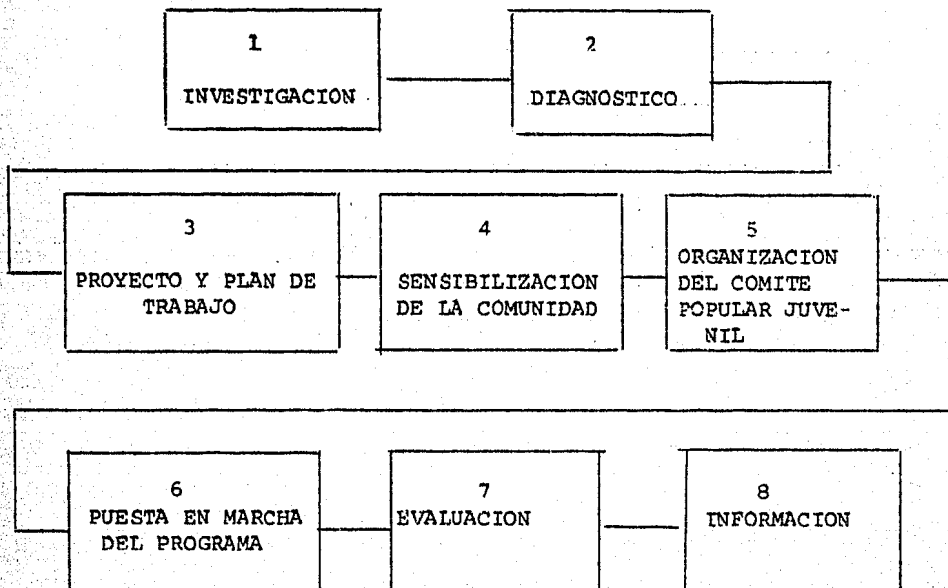 1
INVESTIGACION
2
DIAGNOSTICO
3
PROYECTO Y PLAN DE
TRABAJO
4
SENSIBILIZACION
DE LA COMUNIDAD
5
ORGANIZACION
DEL COMITE
POPULAR JUVE-
NIL
6
PUESTA EN MARCHA
DEL PROGRAMA
7
EVALUACION
8
INFORMACION